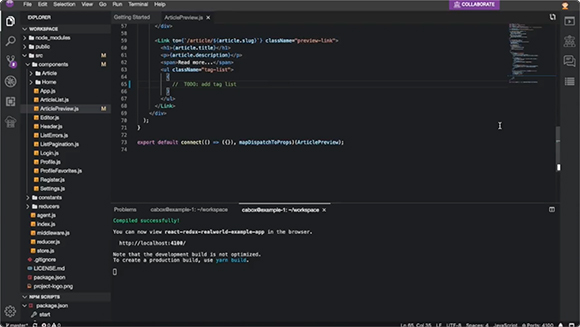 File Edit Selection View Go Run Terminal Help
COLLABORATE
EXPLORER
Getting Started
ArticlePreview.js ×
WORKSPACE
node_modules
public
src
components
Article
Home
App.js
ArticleList.js
ArticlePreview.js M
Editor.js
Header.js
ListErrors.js
ListPagination.js
Login.js
Profile.js
ProfileFavorites.js
Register.js
Settings.js
constants
reducers
agent.js
index.js
middleware.js
reducer.js
store.js
.gitignore
LICENSE.md
package.json
project-logo.png
NPM SCRIPTS
package.json
start
57 </div>
58
59 <Link to={`/article/${article.slug}`} className="preview-link">
60 <h1>{article.title}</h1>
61 <p>{article.description}</p>
62 <span>Read more...</span>
63 <ul className="tag-list">
64 {
65 // TODO: add tag list
66 }
67 </ul>
68 </Link>
69 </div>
70 );
71 }
72
73 export default connect(() => ({}), mapDispatchToProps)(ArticlePreview);
74
Problems
cabox@example-1: ~/workspace
cabox@example-1: ~/workspace ×
Compiled successfully!
You can now view react-redux-realworld-example-app in the browser.
http://localhost:4100/
Note that the development build is not optimized.
To create a production build, use yarn build.
master*
0 0
Ln 65, Col 35
LF
UTF-8
Spaces: 4
JavaScript
Ports: 4100